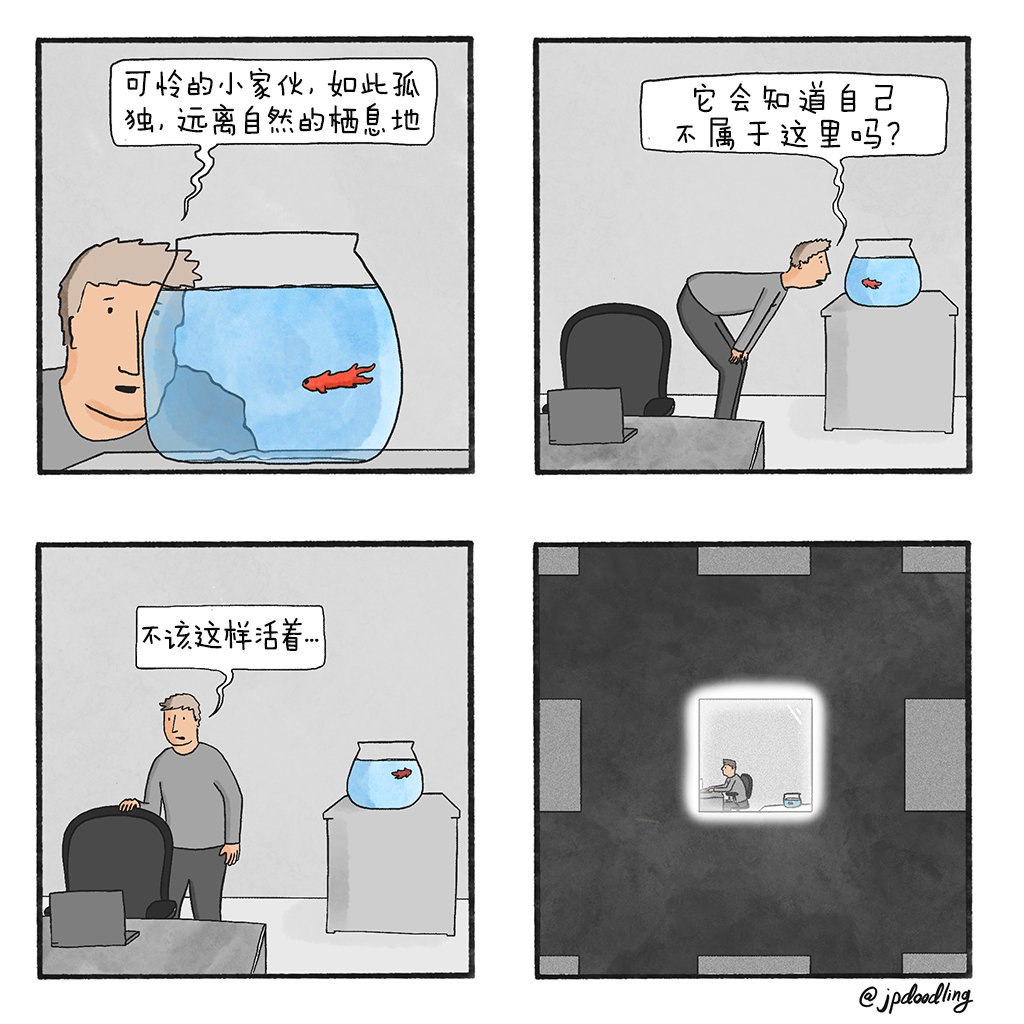 可怜的小家伙,如此孤
独,远离自然的栖息地
它会知道自己
不属于这里吗?
不该这样活着...
@jpdoodling